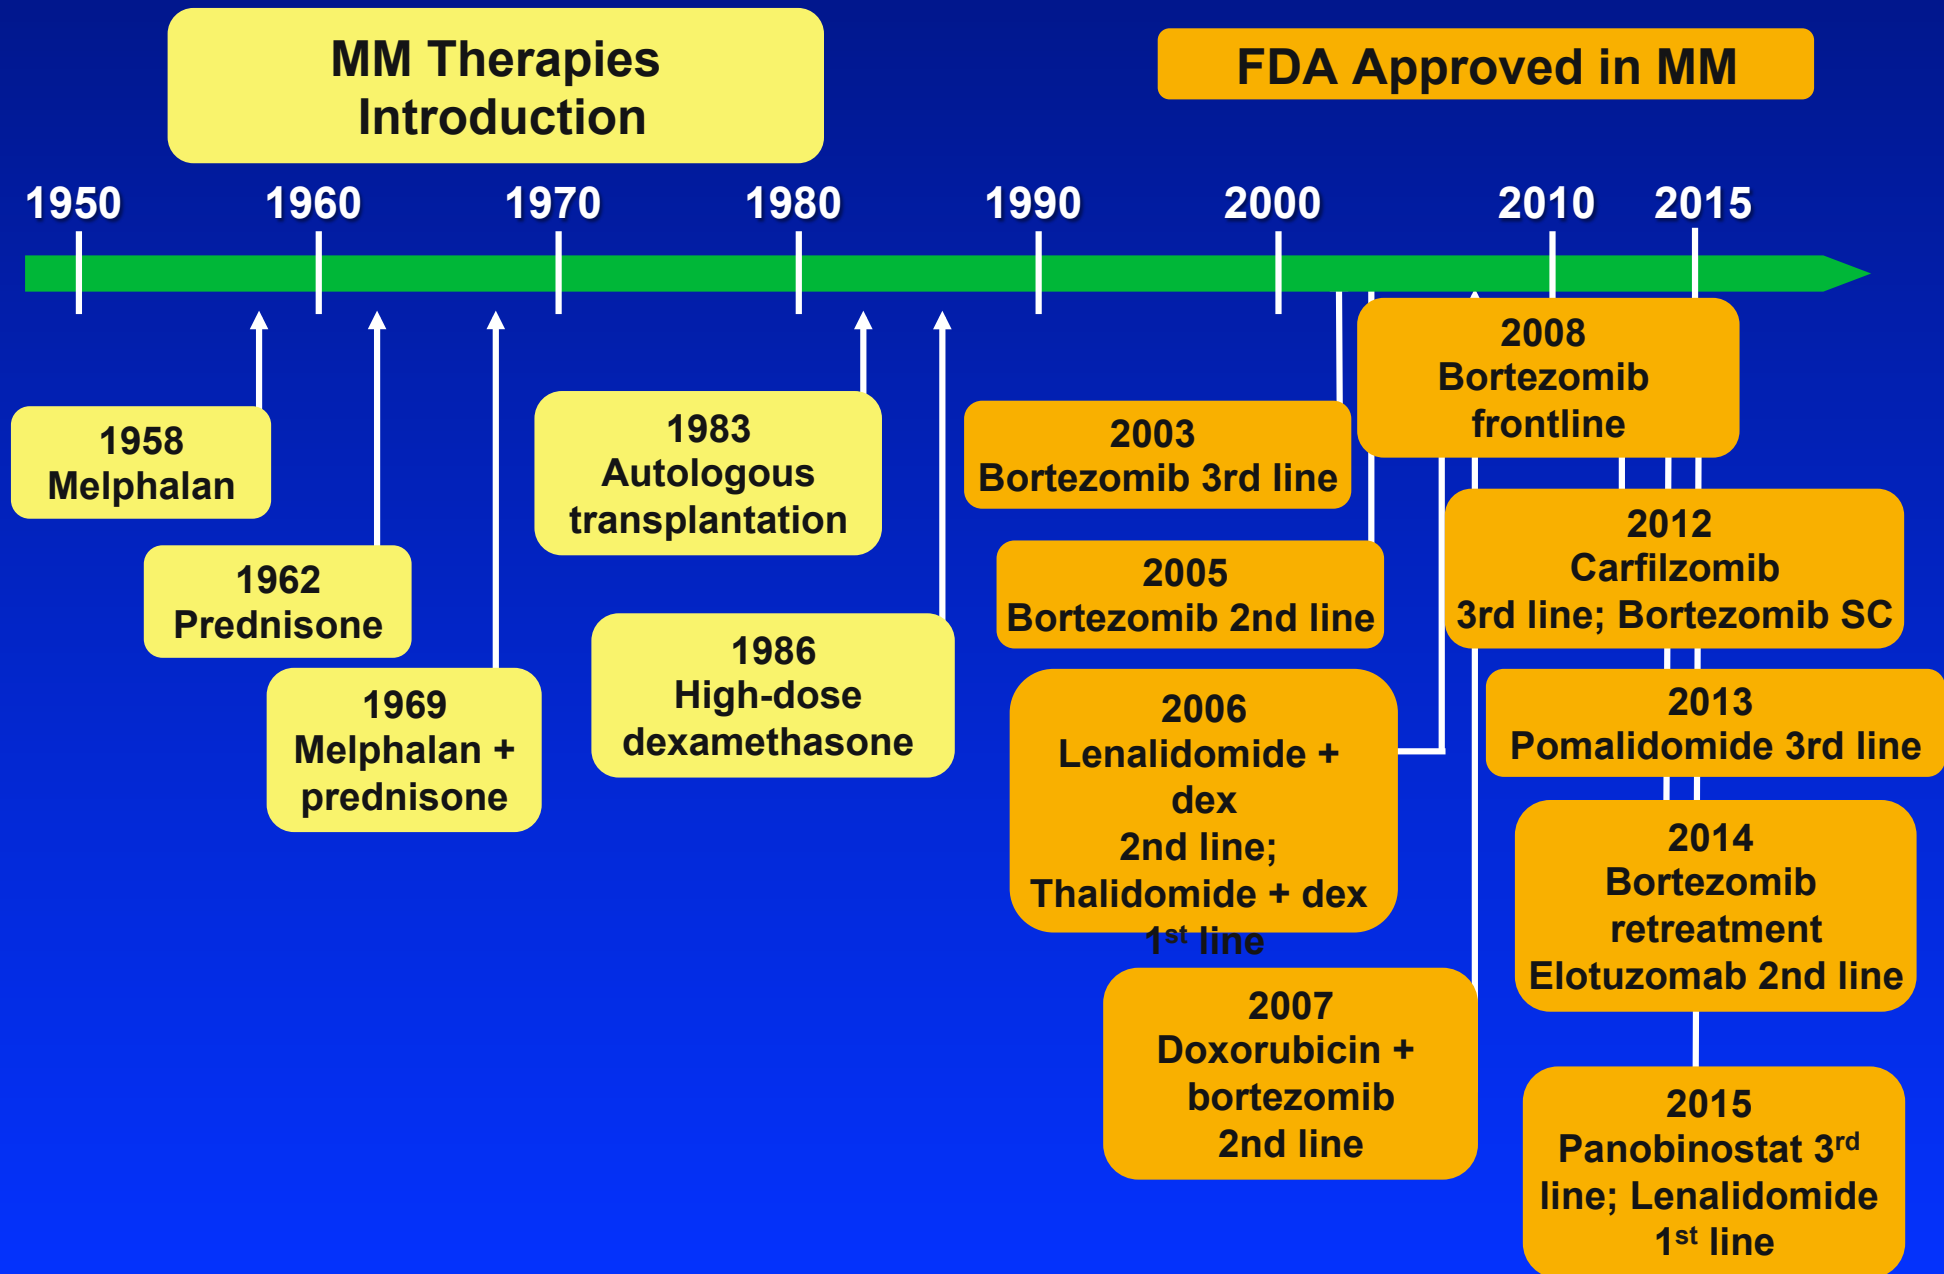 MM Therapies
Introduction
FDA Approved in MM
1950
1960
1970
1980
1990
2000
2010
2015
1958
Melphalan
1962
Prednisone
1969
Melphalan +
prednisone
1983
Autologous
transplantation
1986
High-dose
dexamethasone
2003
Bortezomib 3rd line
2005
Bortezomib 2nd line
2006
Lenalidomide +
dex
2nd line;
Thalidomide + dex
1st line
2007
Doxorubicin +
bortezomib
2nd line
2008
Bortezomib
frontline
2012
Carfilzomib
3rd line; Bortezomib SC
2013
Pomalidomide 3rd line
2014
Bortezomib
retreatment
Elotuzomab 2nd line
2015
Panobinostat 3rd
line; Lenalidomide
1st line